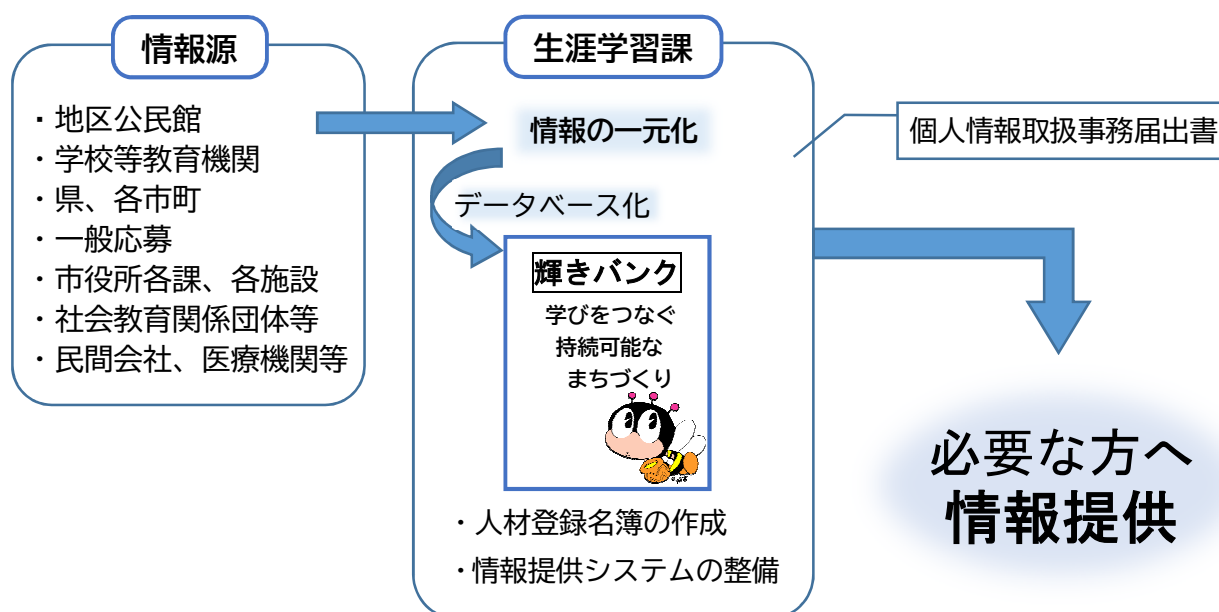 情報源
・地区公民館
・学校等教育機関
・県、各市町
・一般応募
・市役所各課、各施設
・社会教育関係団体等
・民間会社、医療機関等
生涯学習課
情報の一元化
データベース化
輝きバンク
学びをつなぐ
持続可能な
まちづくり
・人材登録名簿の作成
・情報提供システムの整備
個人情報取扱事務届出書
必要な方へ
情報提供